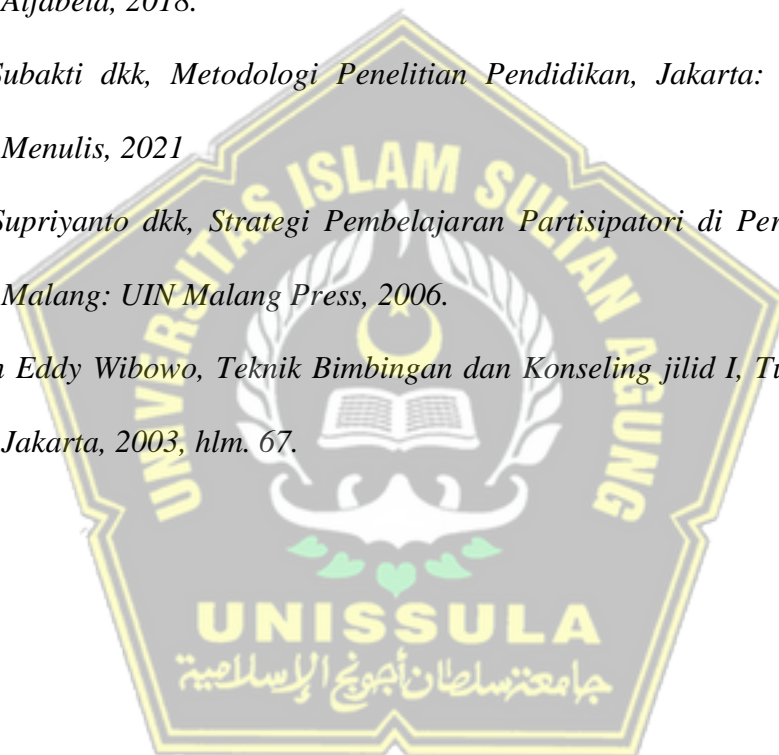 Alfabeta, 2018.
Subakti dkk, Metodologi Penelitian Pendidikan, Jakarta:
Menulis, 2021
Supriyanto dkk, Strategi Pembelajaran Partisipatori di Per
Malang: UIN Malang Press, 2006.
n Eddy Wibowo, Teknik Bimbingan dan Konseling jilid I,
Jakarta, 2003, hlm. 67.
UNIVERSITAS ISLAM SULTAN AGUNG
UNISSULA
جامعة سلطان أجونج الإسلامية